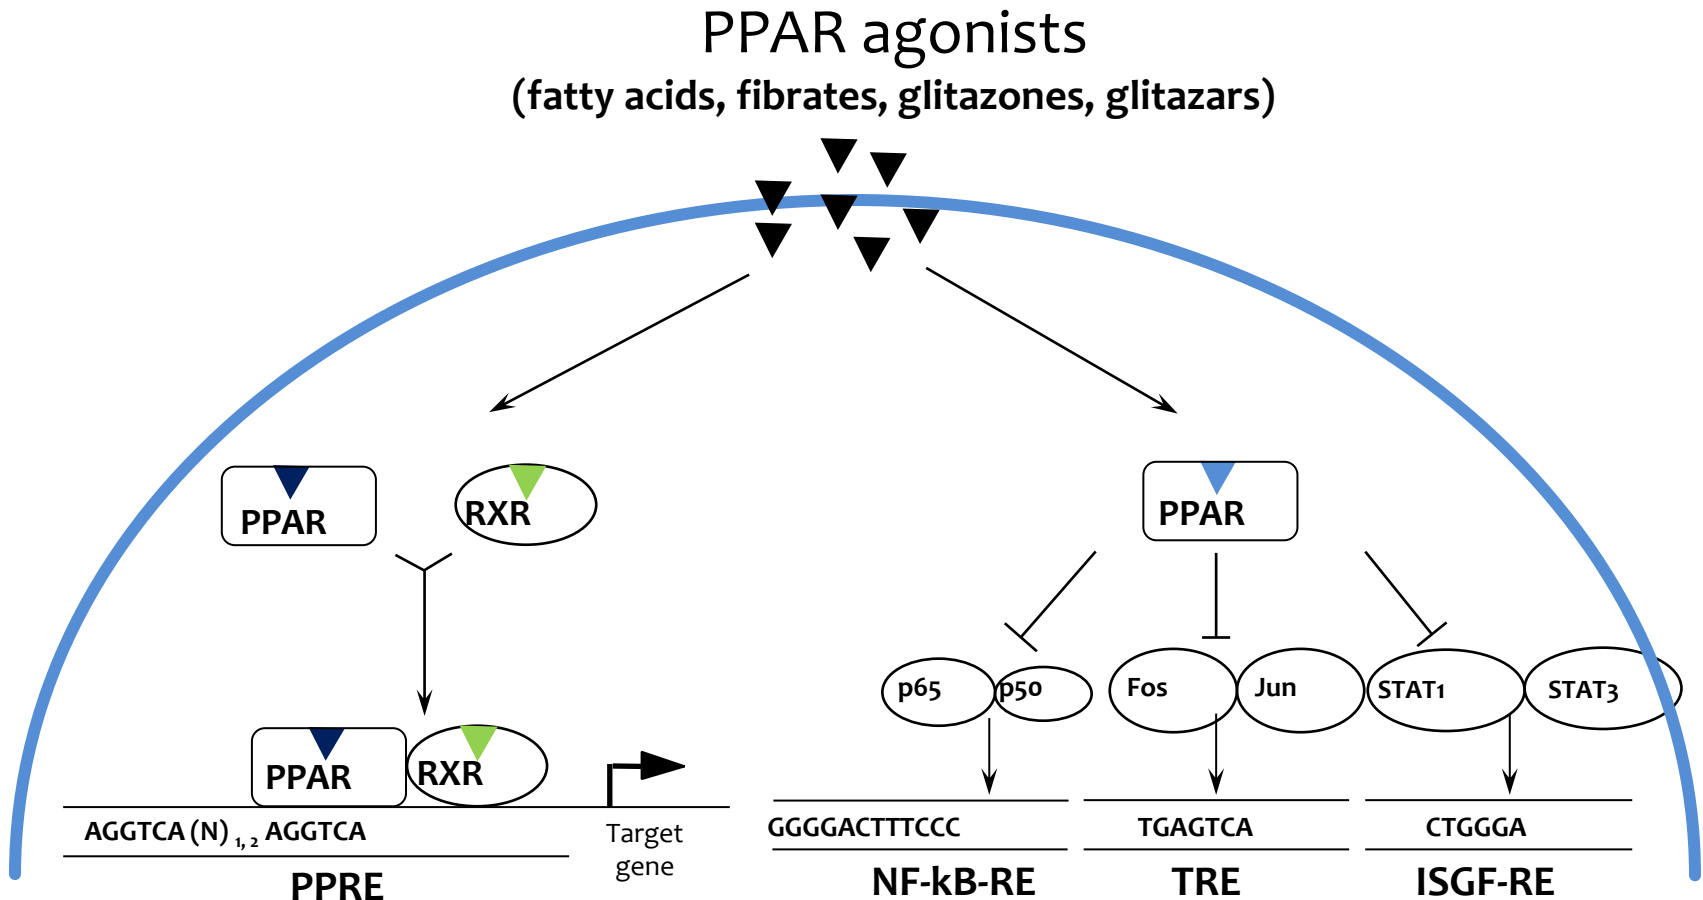 PPAR agonists
(fatty acids, fibrates, glitazones, glitazars)
PPAR
RXR
PPAR
p65
p50
Fos
Jun
STAT1
STAT3
PPAR
RXR
AGGTCA (N) 1, 2 AGGTCA
Target
gene
PPRE
GGGGACTTTCCC
NF-kB-RE
TGAGTCA
TRE
CTGGGA
ISGF-RE